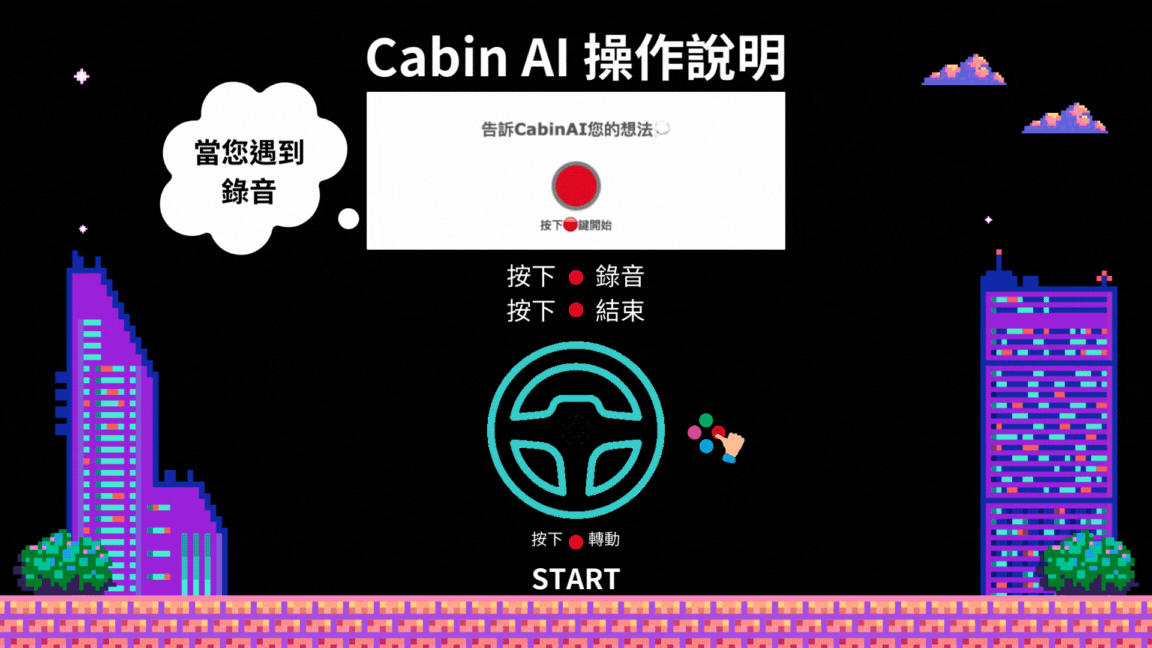 Cabin AI 操作說明
當您遇到
錄音
告訴CabinAI您的想法💭
按下🔴鍵開始
按下 🔴 錄音
按下 🔴 結束
按下 🔴 轉動
START